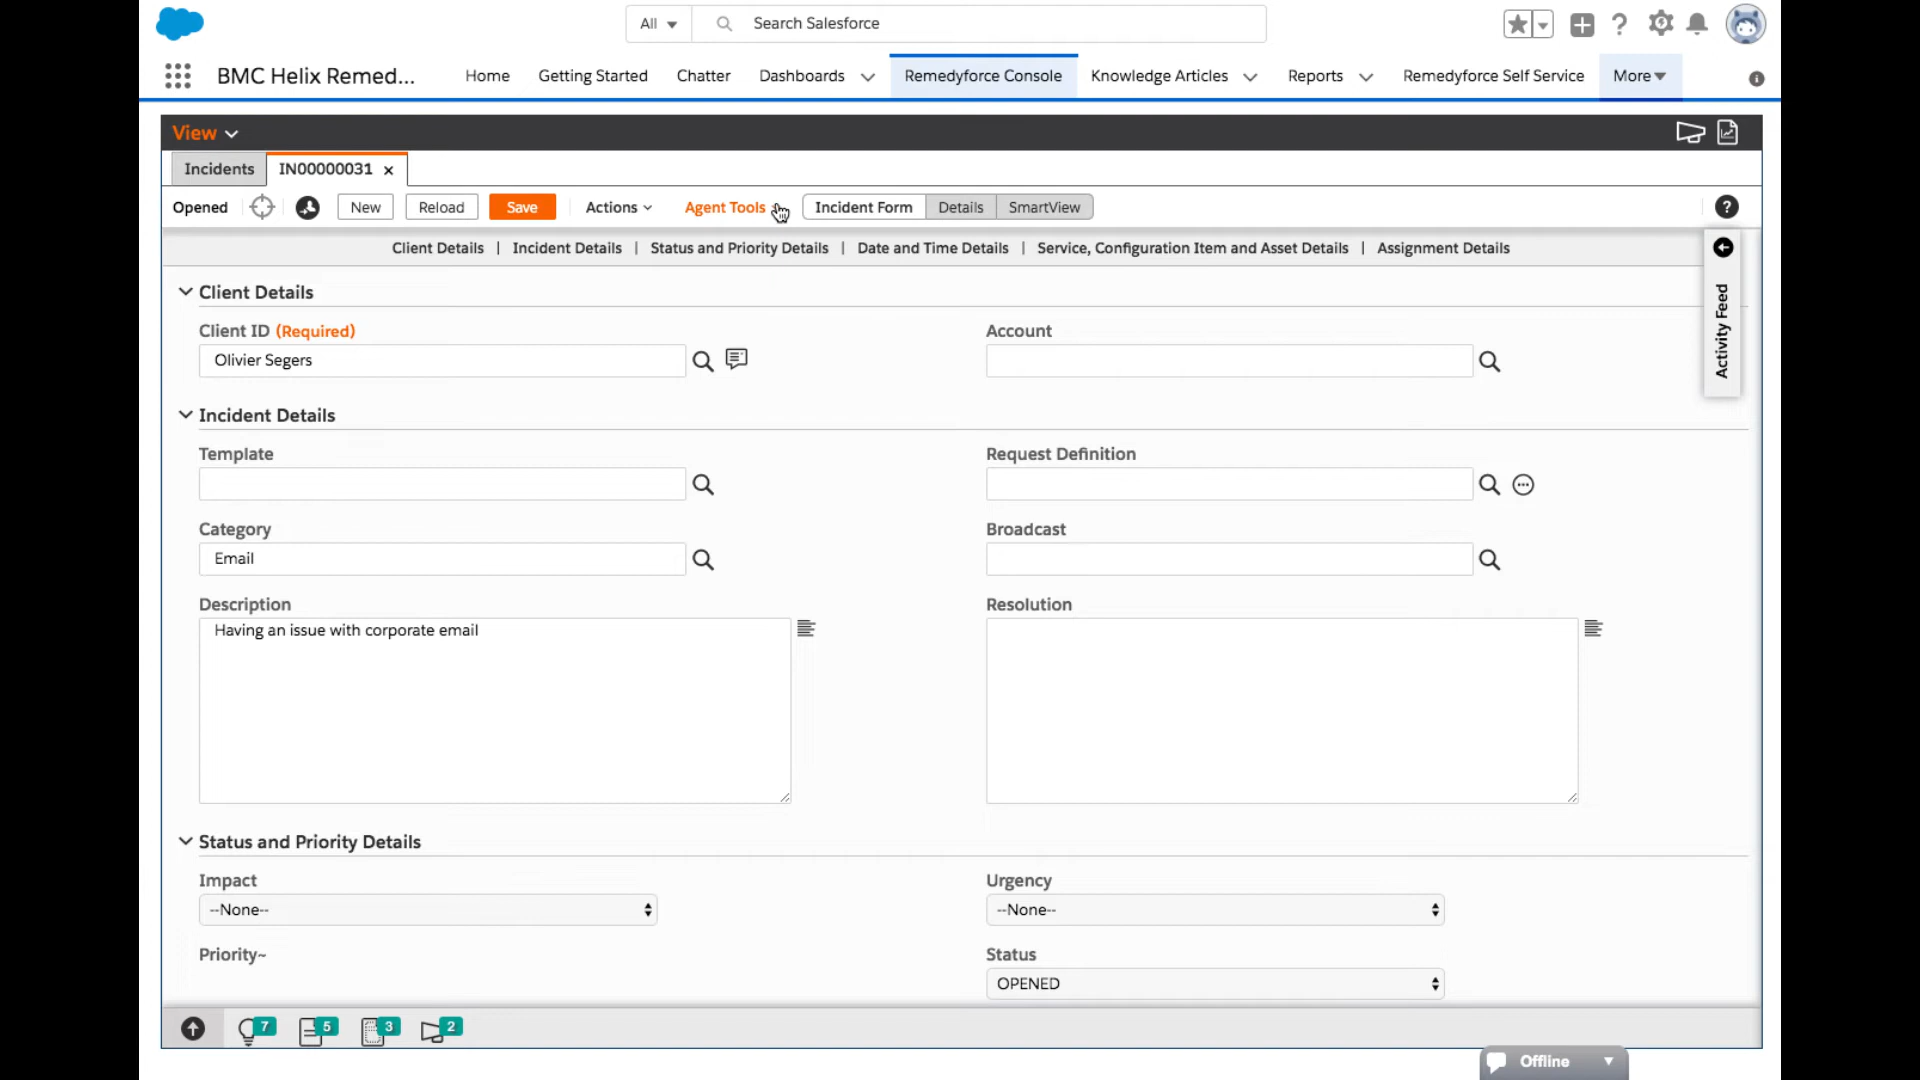 All
Search Salesforce
BMC Helix Remed...
Home
Getting Started
Chatter
Dashboards
Remedyforce Console
Knowledge Articles
Reports
Remedyforce Self Service
More
View
Incidents
IN00000031
Opened
New
Reload
Save
Actions
Agent Tools
Incident Form
Details
SmartView
Client Details | Incident Details | Status and Priority Details | Date and Time Details | Service, Configuration Item and Asset Details | Assignment Details
Activity Feed
Client Details
Client ID (Required)
Account
Olivier Segers
Incident Details
Template
Request Definition
Category
Broadcast
Email
Description
Resolution
Having an issue with corporate email
Status and Priority Details
Impact
Urgency
--None--
--None--
Priority~
Status
OPENED
7
5
3
2
Offline